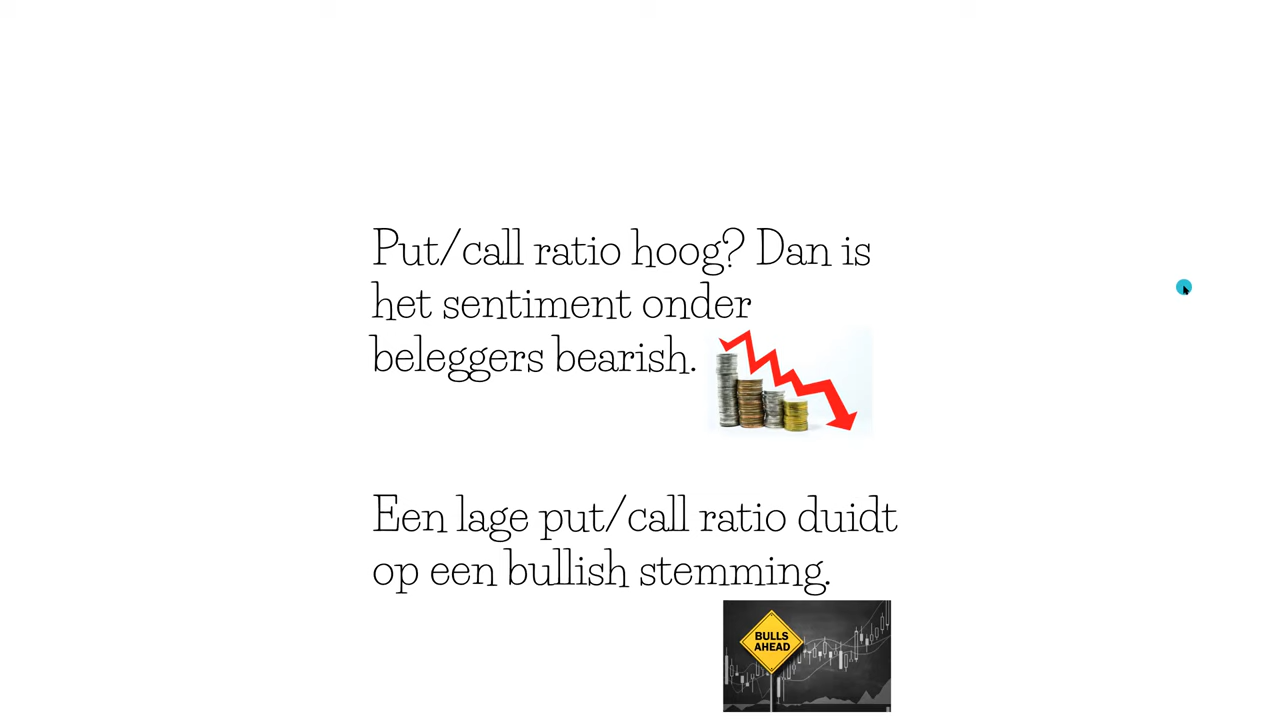 Put/call ratio hoog? Dan is
het sentiment onder
beleggers bearish.
Een lage put/call ratio duidt
op een bullish stemming.
BULLS
AHEAD